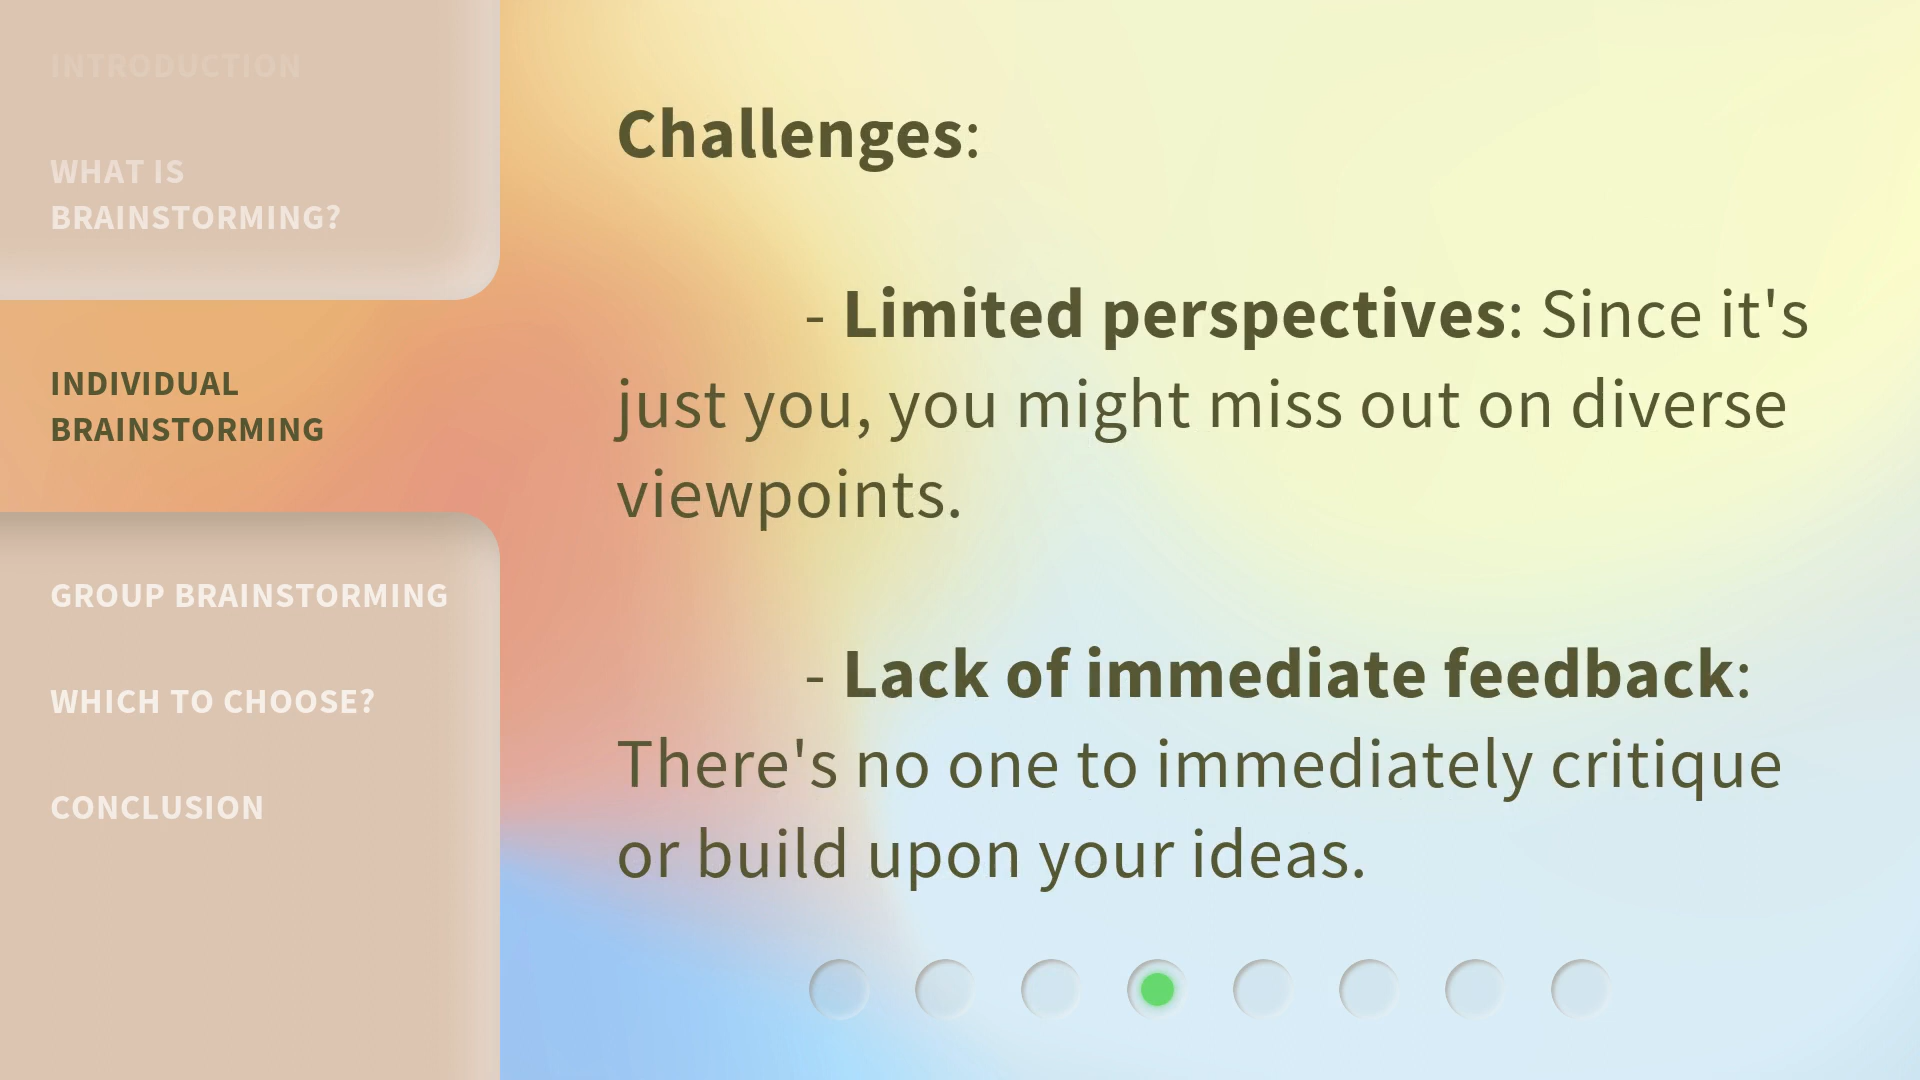 INTRODUCTION
WHAT IS
BRAINSTORMING?
INDIVIDUAL
BRAINSTORMING
GROUP BRAINSTORMING
WHICH TO CHOOSE?
CONCLUSION
Challenges:
- Limited perspectives: Since it's
just you, you might miss out on diverse
viewpoints.
- Lack of immediate feedback:
There's no one to immediately critique
or build upon your ideas.